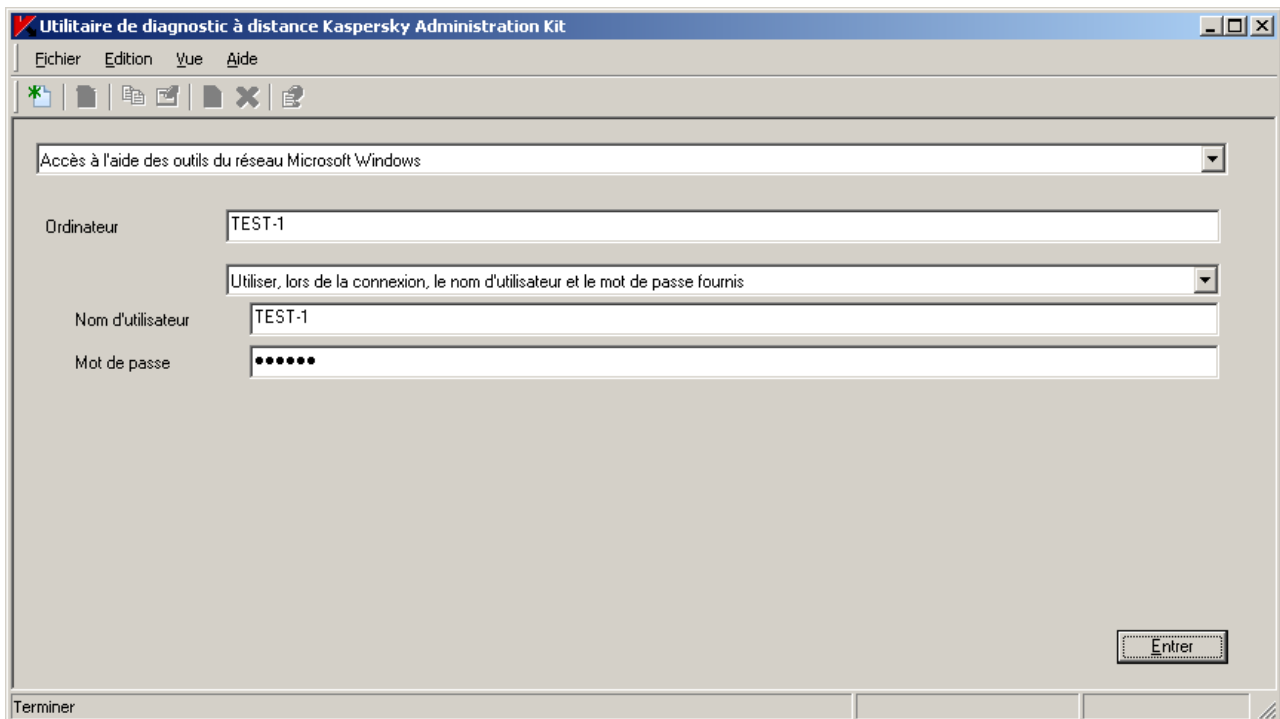 Utilitaire de diagnostic à distance Kaspersky Administration Kit
Fichier Edition Vue Aide
Accès à l'aide des outils du réseau Microsoft Windows
Ordinateur TEST-1
Utiliser, lors de la connexion, le nom d'utilisateur et le mot de passe fournis
Nom d'utilisateur TEST-1
Mot de passe ••••••
Entrer
Terminer